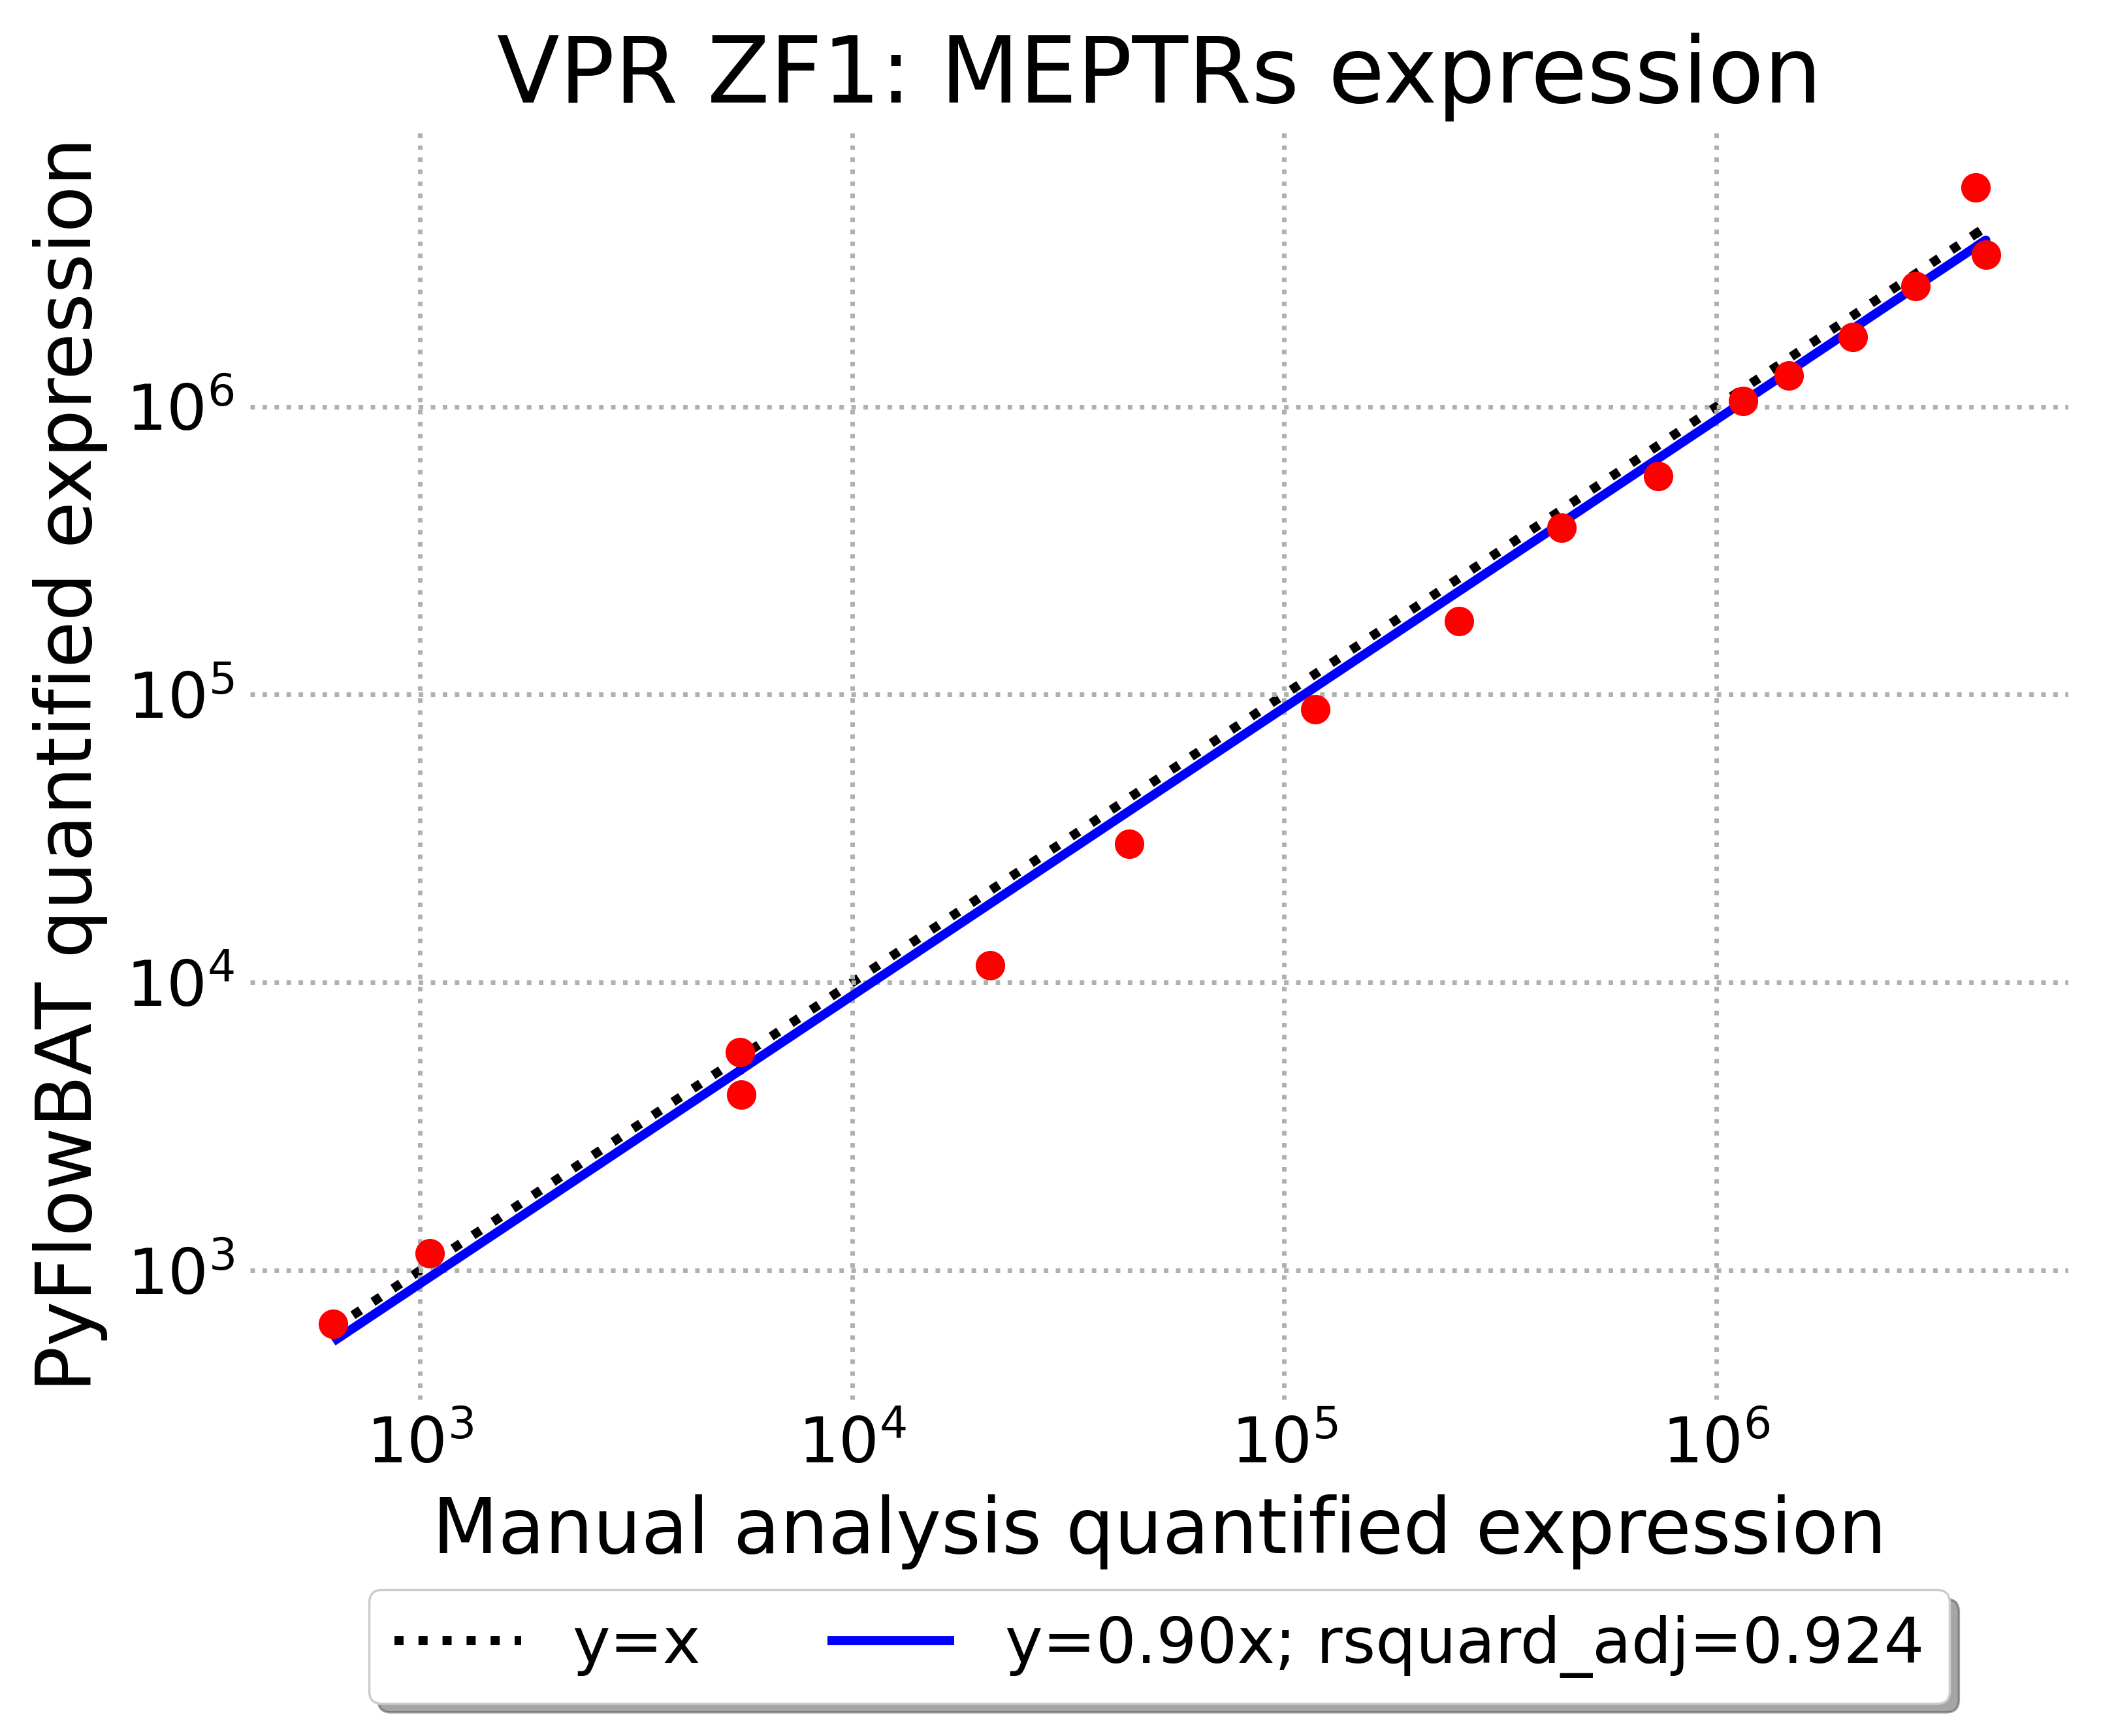 VPR ZF1: MEPTRs expression
PyFlowBAT quantified expression
10⁶
10⁵
10⁴
10³
10³ 10⁴ 10⁵ 10⁶
Manual analysis quantified expression
y=x y=0.90x; rsquard_adj=0.924